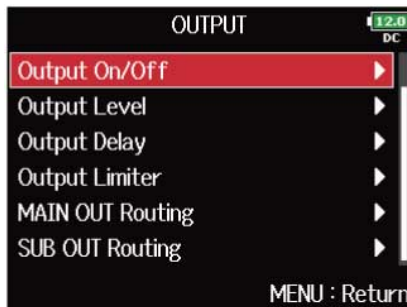 OUTPUT
12.0
DC
Output On/Off
Output Level
Output Delay
Output Limiter
MAIN OUT Routing
SUB OUT Routing
MENU : Return